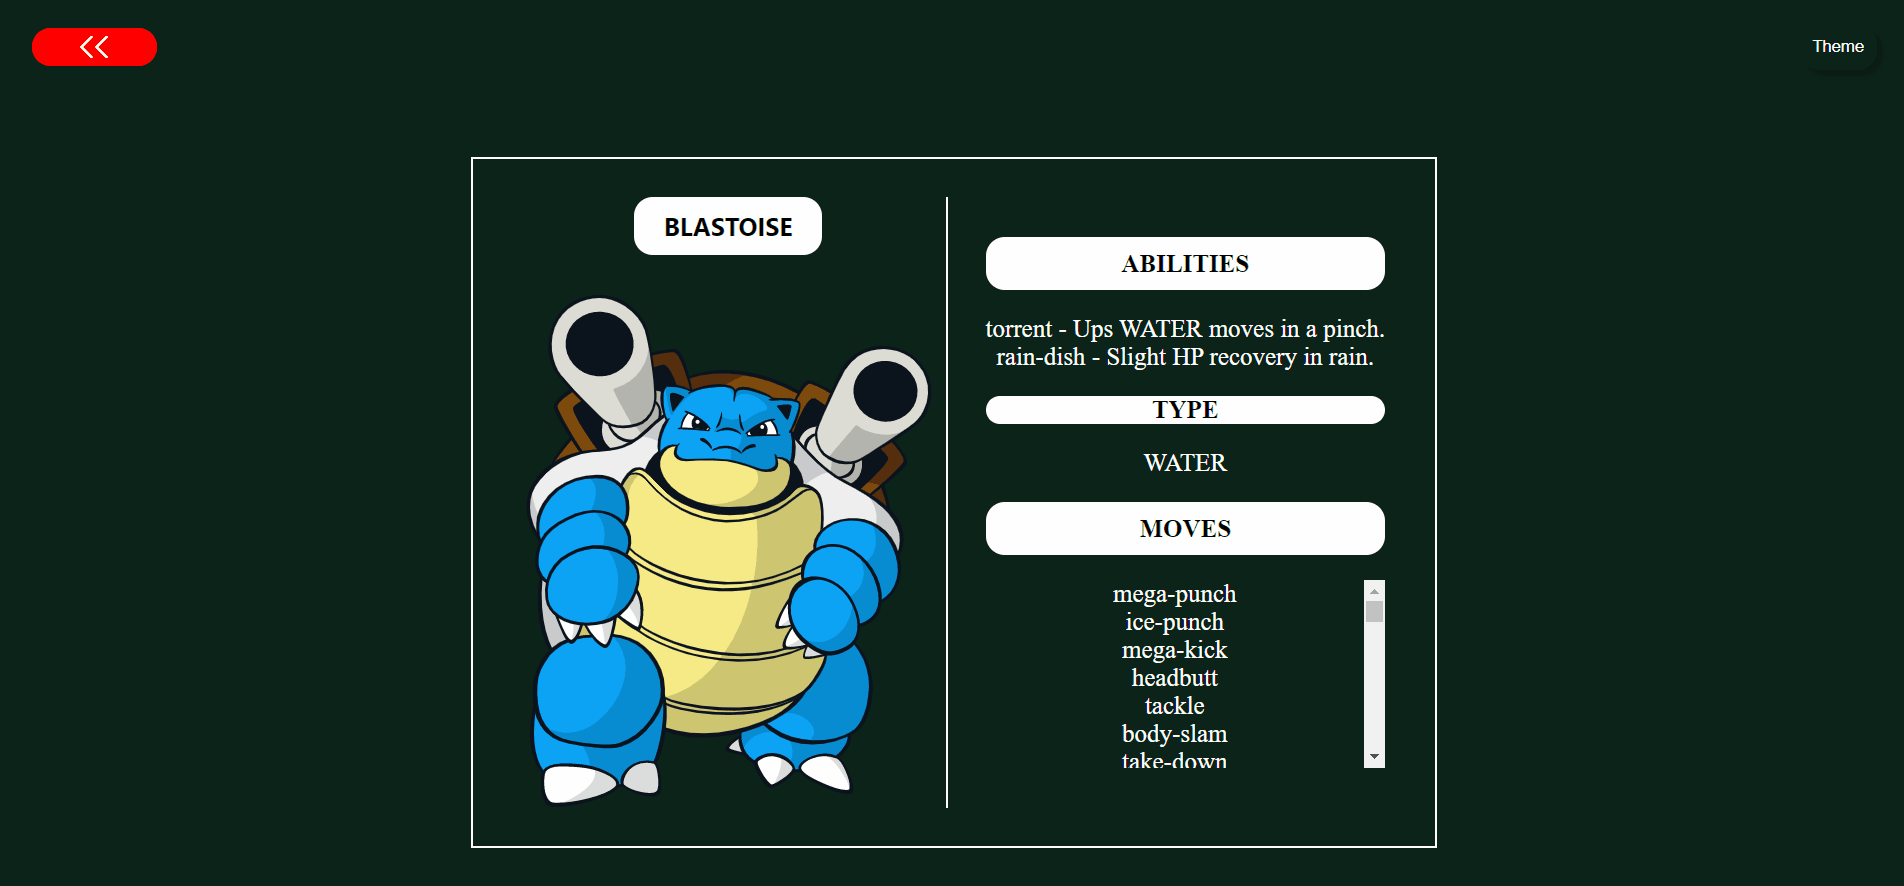 Theme
BLASTOISE
ABILITIES
torrent - Ups WATER moves in a pinch.
rain-dish - Slight HP recovery in rain.
TYPE
WATER
MOVES
mega-punch
ice-punch
mega-kick
headbutt
tackle
body-slam
take-down